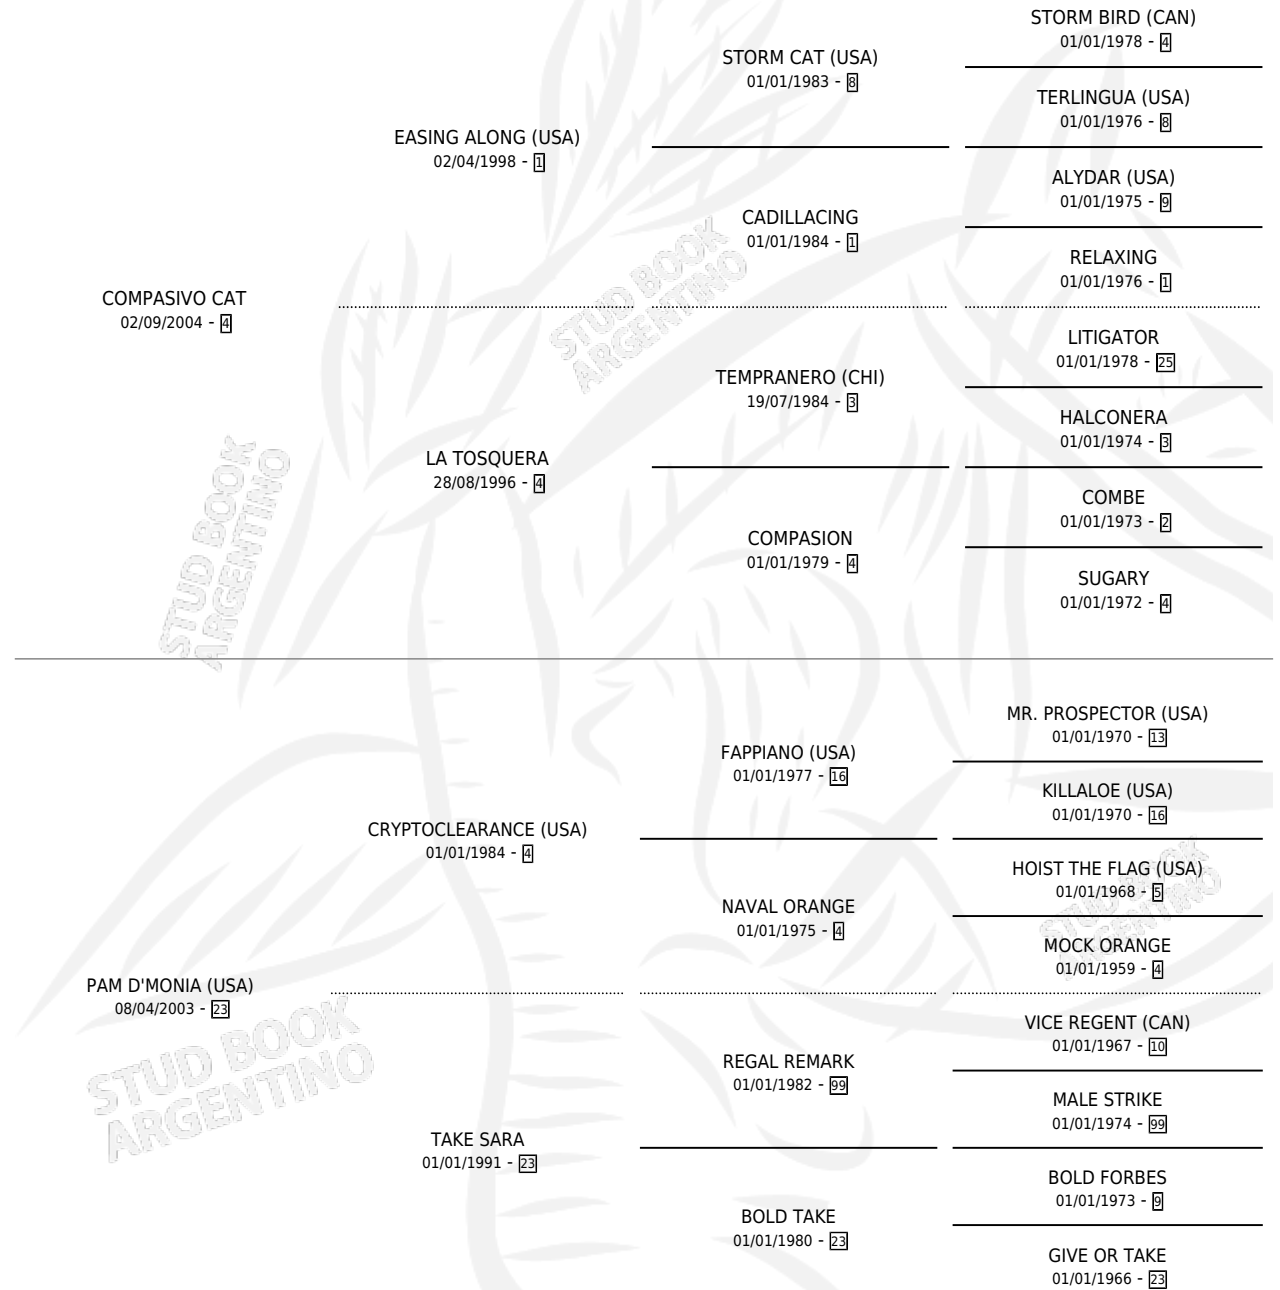 STORM BIRD (CAN)
01/01/1978 - 4
STORM CAT (USA)
01/01/1983 - 8
TERLINGUA (USA)
01/01/1976 - 8
EASING ALONG (USA)
02/04/1998 - 1
ALYDAR (USA)
01/01/1975 - 9
CADILLACING
01/01/1984 - 1
RELAXING
01/01/1976 - 1
COMPASIVO CAT
02/09/2004 - 4
LITIGATOR
01/01/1978 - 25
TEMPRANERO (CHI)
19/07/1984 - 3
HALCONERA
01/01/1974 - 3
LA TOSQUERA
28/08/1996 - 4
COMBE
01/01/1973 - 2
COMPASION
01/01/1979 - 4
SUGARY
01/01/1972 - 4
MR. PROSPECTOR (USA)
01/01/1970 - 13
FAPPIANO (USA)
01/01/1977 - 16
KILLALOE (USA)
01/01/1970 - 16
CRYPTOCLEARANCE (USA)
01/01/1984 - 4
HOIST THE FLAG (USA)
01/01/1968 - 5
NAVAL ORANGE
01/01/1975 - 4
MOCK ORANGE
01/01/1959 - 4
PAM D'MONIA (USA)
08/04/2003 - 23
VICE REGENT (CAN)
01/01/1967 - 10
REGAL REMARK
01/01/1982 - 99
MALE STRIKE
01/01/1974 - 99
TAKE SARA
01/01/1991 - 23
BOLD FORBES
01/01/1973 - 9
BOLD TAKE
01/01/1980 - 23
GIVE OR TAKE
01/01/1966 - 23
STUD BOOK
ARGENTINO
STUD BOOK
ARGENTINO
STUD BOOK
ARGENTINO
STUD BOOK
ARGENTINO